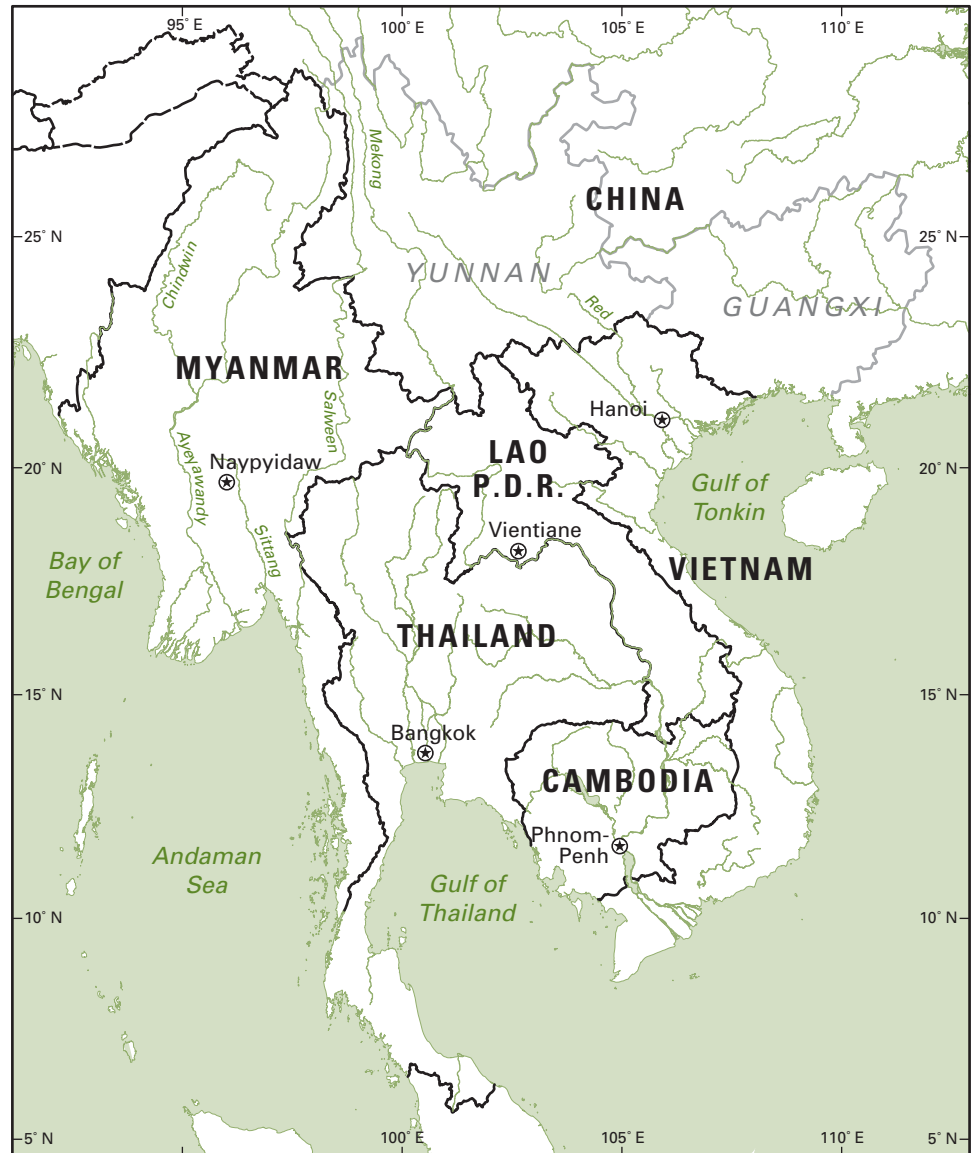 95° E
100° E
105° E
110° E
Mekong
CHINA
25° N
25° N
Chindwin
YUNNAN
Red
GUANGXI
MYANMAR
Salween
Hanoi
LAO
P.D.R.
20° N
Naypyidaw
20° N
Ayeyawandy
Gulf of
Tonkin
Sittang
Vientiane
Bay of
Bengal
VIETNAM
THAILAND
15° N
15° N
Bangkok
CAMBODIA
Phnom-
Penh
Andaman
Sea
Gulf of
Thailand
10° N
10° N
5° N
100° E
105° E
110° E
5° N